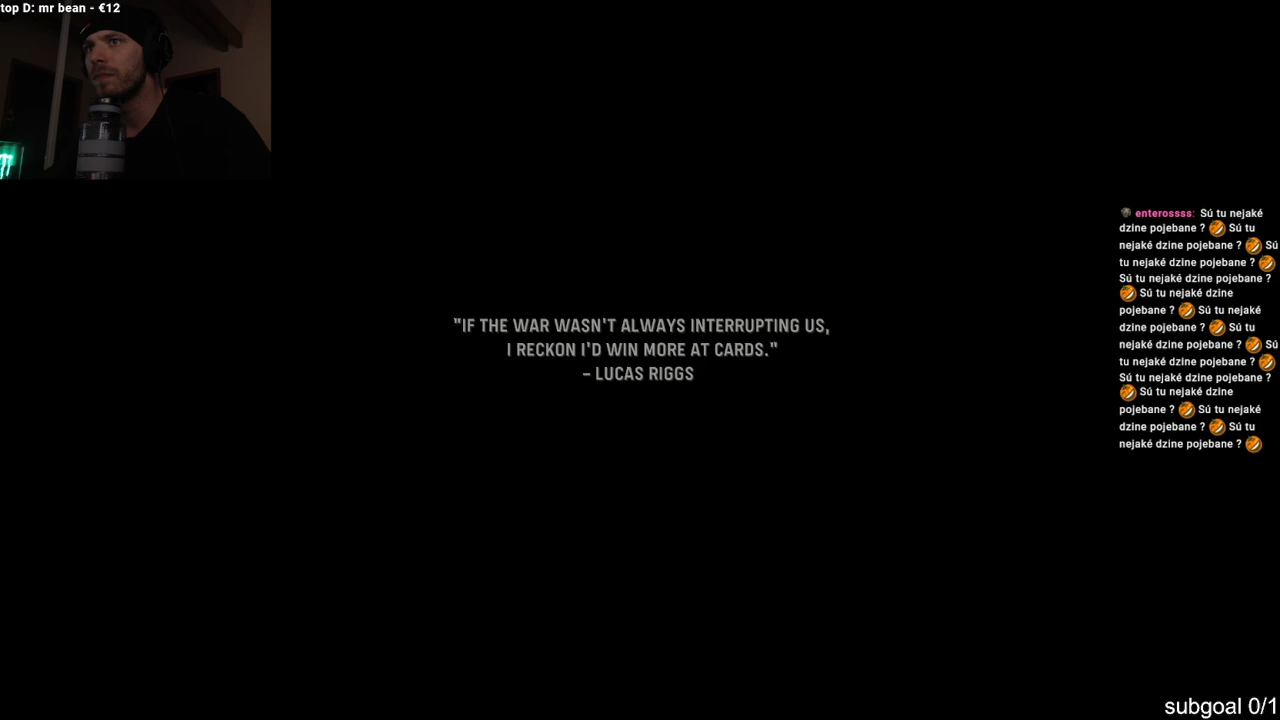 top D: mr bean - €12
enterossss: Sú tu nejaké
dzine pojebane ? Sú tu
nejaké dzine pojebane ? Sú
tu nejaké dzine pojebane ?
Sú tu nejaké dzine pojebane ?
Sú tu nejaké dzine
pojebane ? Sú tu nejaké
dzine pojebane ? Sú tu
nejaké dzine pojebane ? Sú
tu nejaké dzine pojebane ?
Sú tu nejaké dzine pojebane ?
Sú tu nejaké dzine
pojebane ? Sú tu nejaké
dzine pojebane ? Sú tu
nejaké dzine pojebane ?
"IF THE WAR WASN'T ALWAYS INTERRUPTING US,
I RECKON I'D WIN MORE AT CARDS."
– LUCAS RIGGS
subgoal 0/1